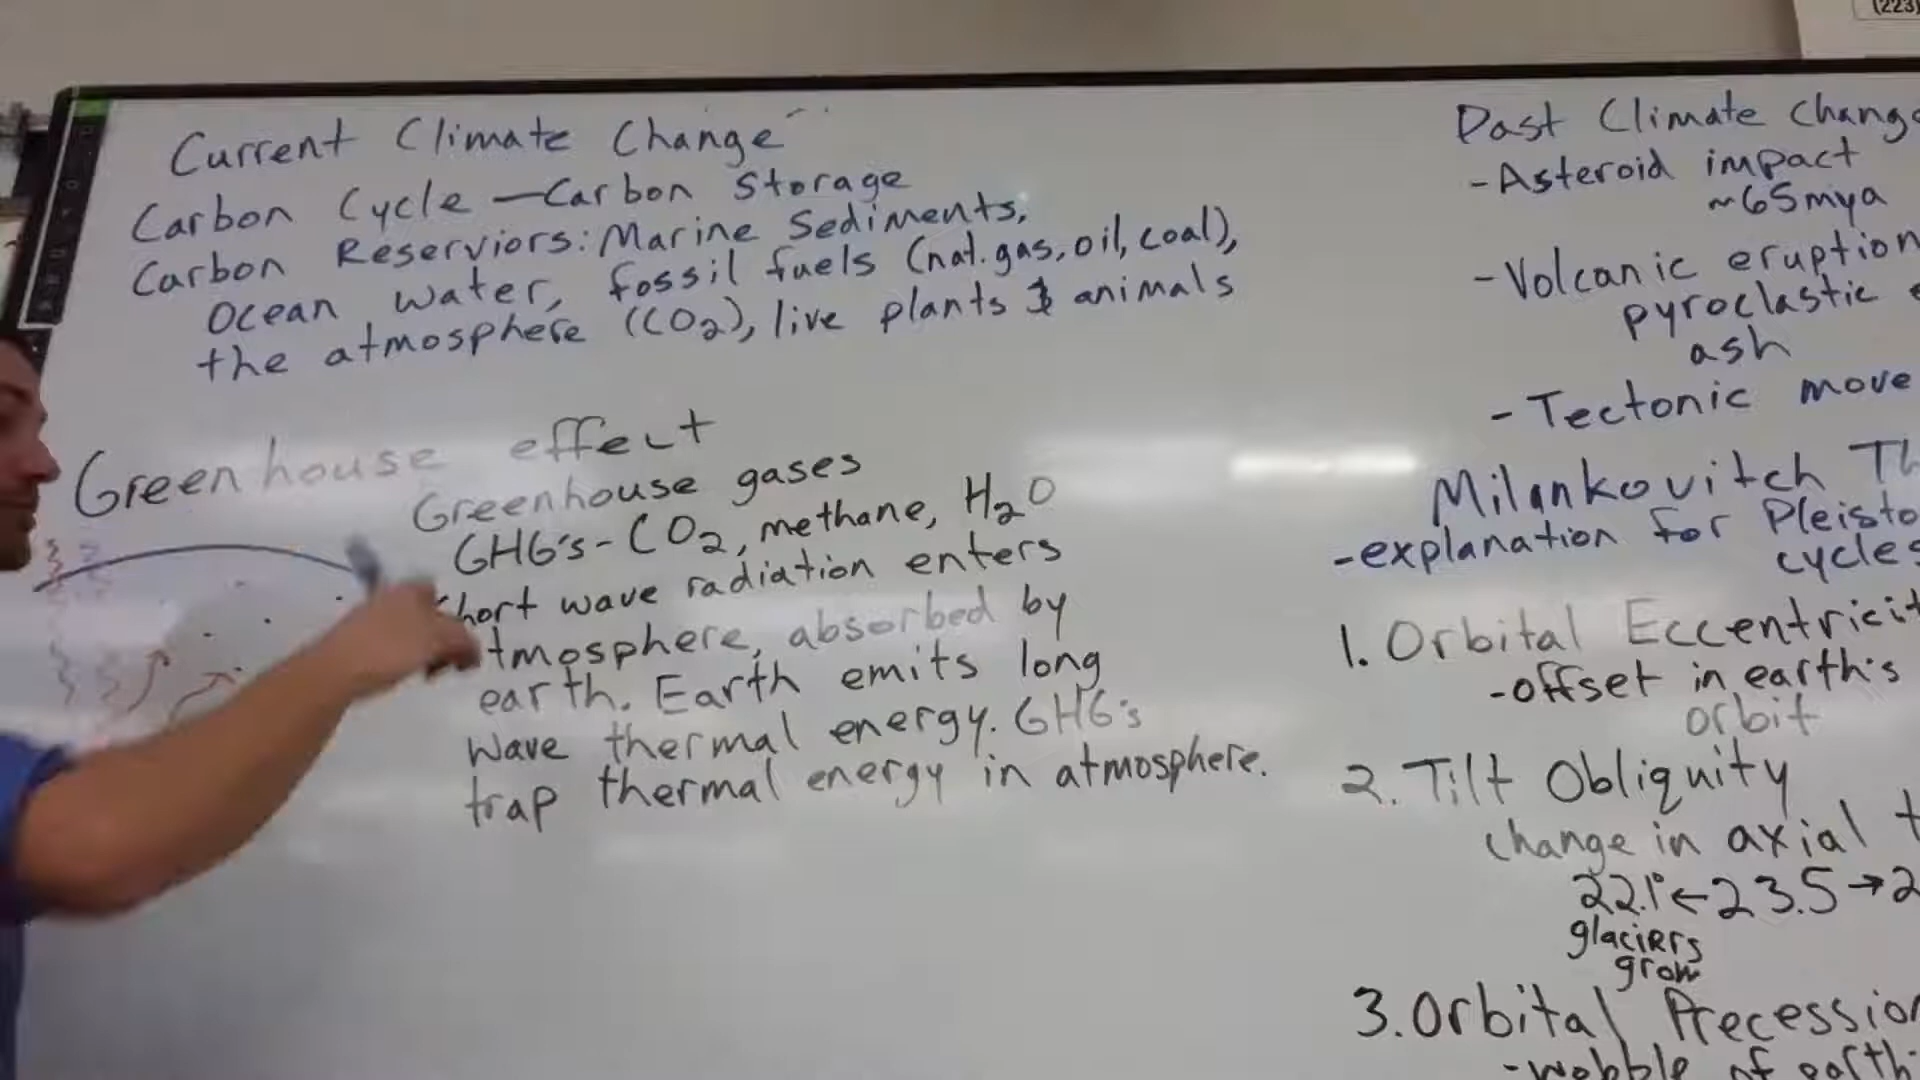 (223)
Current Climate Change
Carbon Cycle - Carbon Storage
Carbon Reserviors: Marine Sediments,
Ocean water, fossil fuels (nat. gas, oil, coal),
the atmosphere (CO2), live plants & animals
Greenhouse effect
Greenhouse gases
GHG's - CO2, methane, H2O
hort wave radiation enters
tmosphere, absorbed by
earth. Earth emits long
wave thermal energy. GHG's
trap thermal energy in atmosphere.
Past Climate Chang
- Asteroid impact
~65mya
- Volcanic eruption
pyroclastic
ash
- Tectonic move
Milankovitch Th
- explanation for Pleisto
cycles
1. Orbital Eccentricit
- offset in earth's
orbit
2. Tilt Obliquity
change in axial t
22.1° ← 23.5 → 2
glaciers
grow
3. Orbital Precession
- wobble of earth